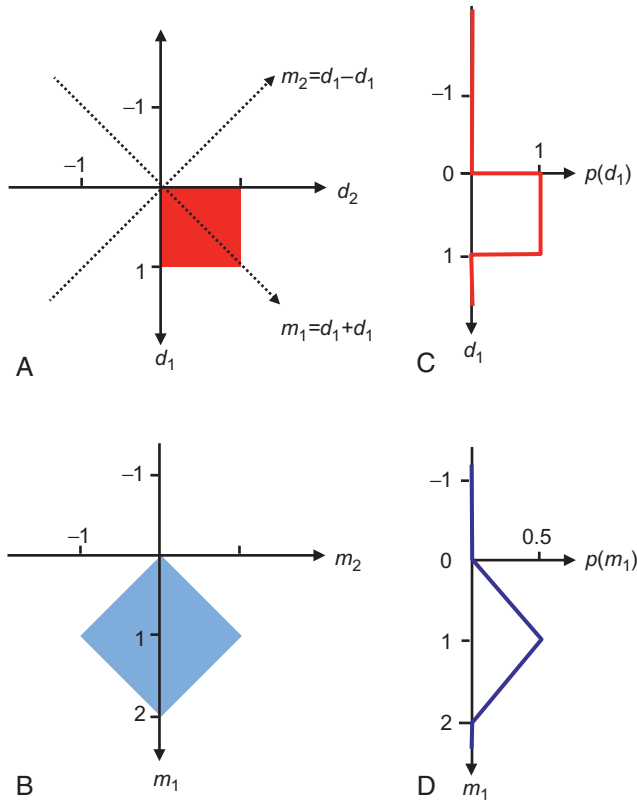 –1
m₂=d₁–d₁
–1
d₂
1
m₁=d₁+d₁
d₁
A
–1
0
1
p(d₁)
1
d₁
C
–1
–1
m₂
1
2
m₁
B
–1
0.5
0
p(m₁)
1
2
m₁
D